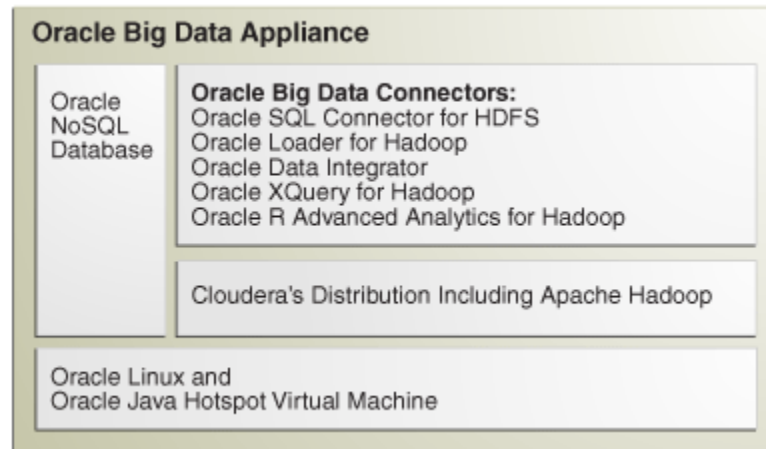 Oracle Big Data Appliance
Oracle
NoSQL
Database
Oracle Big Data Connectors:
Oracle SQL Connector for HDFS
Oracle Loader for Hadoop
Oracle Data Integrator
Oracle XQuery for Hadoop
Oracle R Advanced Analytics for Hadoop
Cloudera's Distribution Including Apache Hadoop
Oracle Linux and
Oracle Java Hotspot Virtual Machine